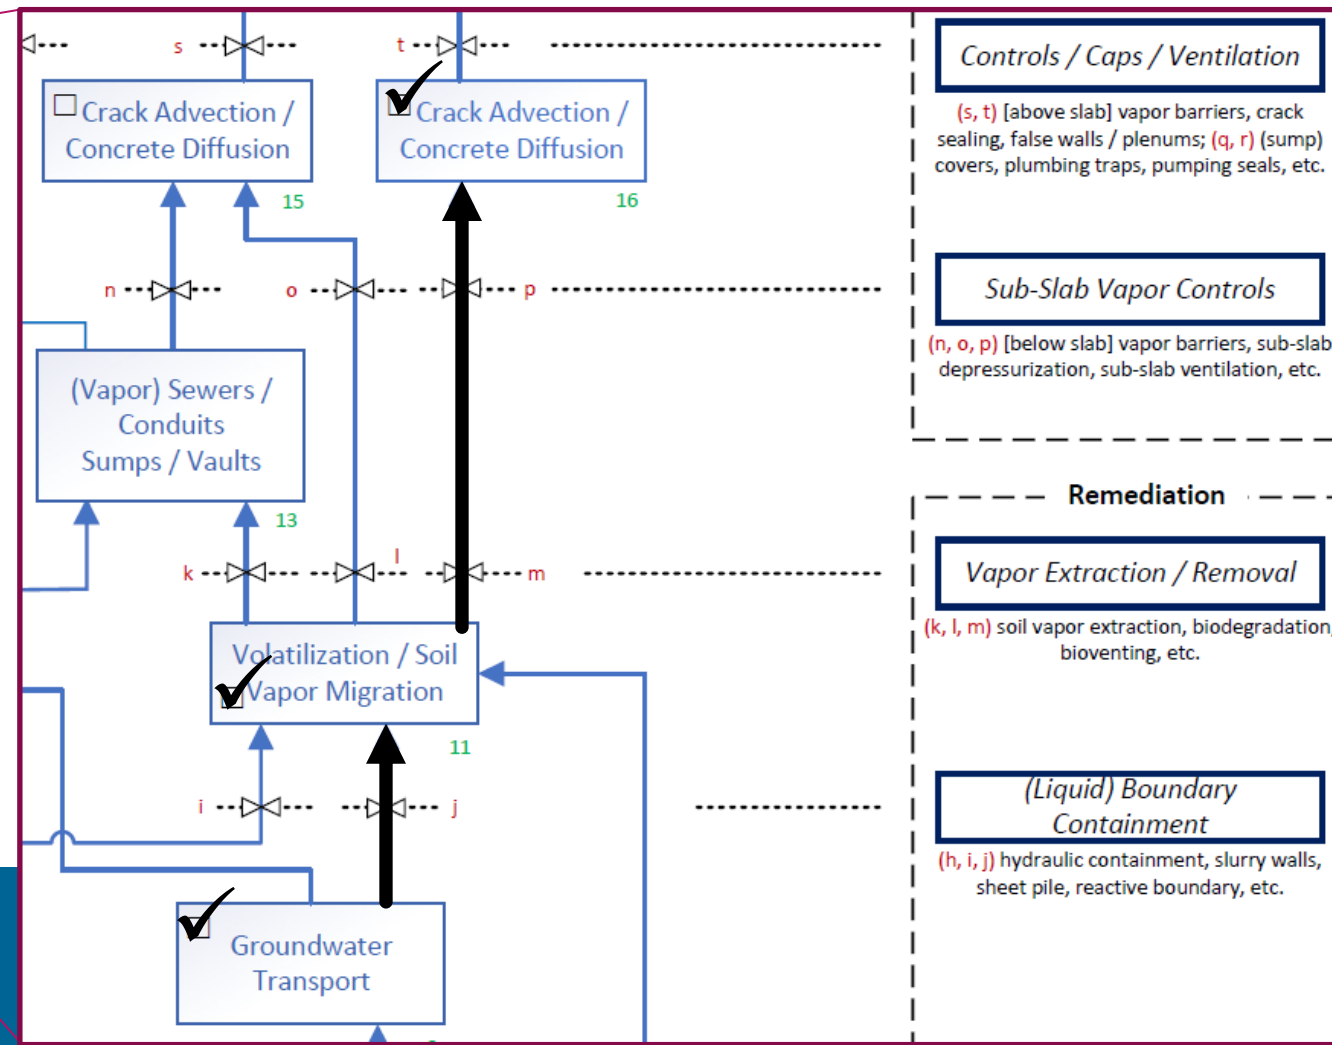 s
t
Crack Advection /
Concrete Diffusion
15
Crack Advection /
Concrete Diffusion
16
n
o
p
(Vapor) Sewers /
Conduits
Sumps / Vaults
13
k
l
m
Volatilization / Soil
Vapor Migration
11
i
j
Groundwater
Transport
Controls / Caps / Ventilation
(s, t) [above slab] vapor barriers, crack
sealing, false walls / plenums; (q, r) (sump)
covers, plumbing traps, pumping seals, etc.
Sub-Slab Vapor Controls
(n, o, p) [below slab] vapor barriers, sub-slab
depressurization, sub-slab ventilation, etc.
Remediation
Vapor Extraction / Removal
(k, l, m) soil vapor extraction, biodegradation,
bioventing, etc.
(Liquid) Boundary
Containment
(h, i, j) hydraulic containment, slurry walls,
sheet pile, reactive boundary, etc.